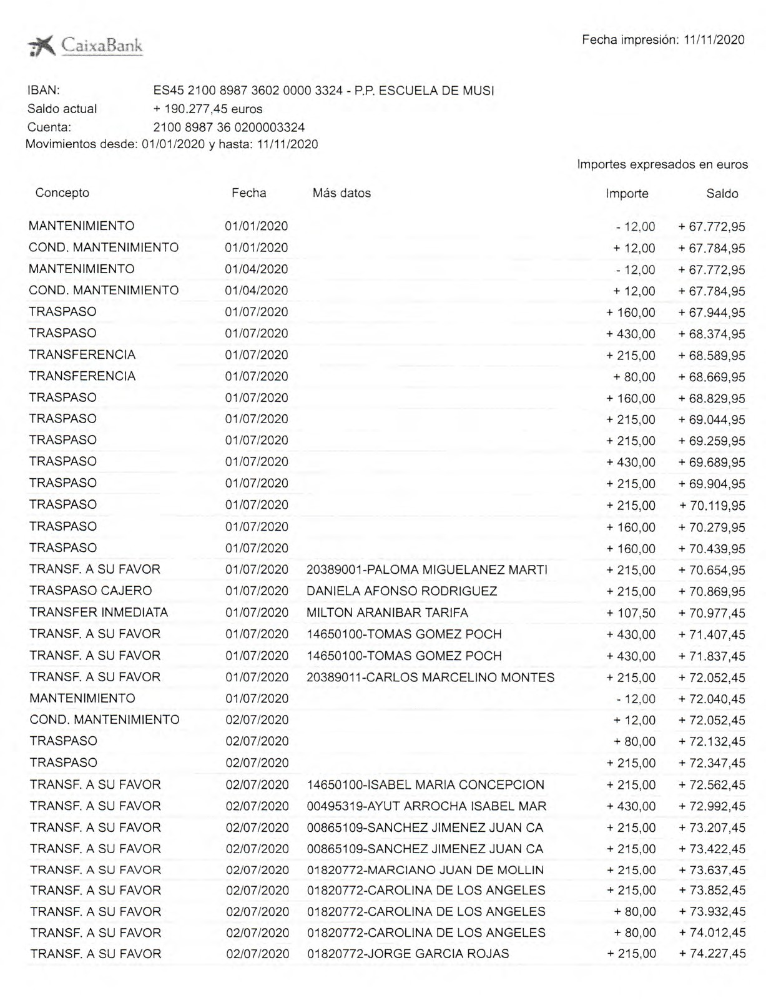 CaixaBank
Fecha impresión: 11/11/2020
IBAN: ES45 2100 8987 3602 0000 3324 - P.P. ESCUELA DE MUSI
Saldo actual + 190.277,45 euros
Cuenta: 2100 8987 36 0200003324
Movimientos desde: 01/01/2020 y hasta: 11/11/2020
Importes expresados en euros
Concepto Fecha Más datos Importe Saldo
MANTENIMIENTO 01/01/2020 - 12,00 + 67.772,95
COND. MANTENIMIENTO 01/01/2020 + 12,00 + 67.784,95
MANTENIMIENTO 01/04/2020 - 12,00 + 67.772,95
COND. MANTENIMIENTO 01/04/2020 + 12,00 + 67.784,95
TRASPASO 01/07/2020 + 160,00 + 67.944,95
TRASPASO 01/07/2020 + 430,00 + 68.374,95
TRANSFERENCIA 01/07/2020 + 215,00 + 68.589,95
TRANSFERENCIA 01/07/2020 + 80,00 + 68.669,95
TRASPASO 01/07/2020 + 160,00 + 68.829,95
TRASPASO 01/07/2020 + 215,00 + 69.044,95
TRASPASO 01/07/2020 + 215,00 + 69.259,95
TRASPASO 01/07/2020 + 430,00 + 69.689,95
TRASPASO 01/07/2020 + 215,00 + 69.904,95
TRASPASO 01/07/2020 + 215,00 + 70.119,95
TRASPASO 01/07/2020 + 160,00 + 70.279,95
TRASPASO 01/07/2020 + 160,00 + 70.439,95
TRANSF. A SU FAVOR 01/07/2020 20389001-PALOMA MIGUELANEZ MARTI + 215,00 + 70.654,95
TRASPASO CAJERO 01/07/2020 DANIELA AFONSO RODRIGUEZ + 215,00 + 70.869,95
TRANSFER INMEDIATA 01/07/2020 MILTON ARANIBAR TARIFA + 107,50 + 70.977,45
TRANSF. A SU FAVOR 01/07/2020 14650100-TOMAS GOMEZ POCH + 430,00 + 71.407,45
TRANSF. A SU FAVOR 01/07/2020 14650100-TOMAS GOMEZ POCH + 430,00 + 71.837,45
TRANSF. A SU FAVOR 01/07/2020 20389011-CARLOS MARCELINO MONTES + 215,00 + 72.052,45
MANTENIMIENTO 01/07/2020 - 12,00 + 72.040,45
COND. MANTENIMIENTO 02/07/2020 + 12,00 + 72.052,45
TRASPASO 02/07/2020 + 80,00 + 72.132,45
TRASPASO 02/07/2020 + 215,00 + 72.347,45
TRANSF. A SU FAVOR 02/07/2020 14650100-ISABEL MARIA CONCEPCION + 215,00 + 72.562,45
TRANSF. A SU FAVOR 02/07/2020 00495319-AYUT ARROCHA ISABEL MAR + 430,00 + 72.992,45
TRANSF. A SU FAVOR 02/07/2020 00865109-SANCHEZ JIMENEZ JUAN CA + 215,00 + 73.207,45
TRANSF. A SU FAVOR 02/07/2020 00865109-SANCHEZ JIMENEZ JUAN CA + 215,00 + 73.422,45
TRANSF. A SU FAVOR 02/07/2020 01820772-MARCIANO JUAN DE MOLLIN + 215,00 + 73.637,45
TRANSF. A SU FAVOR 02/07/2020 01820772-CAROLINA DE LOS ANGELES + 215,00 + 73.852,45
TRANSF. A SU FAVOR 02/07/2020 01820772-CAROLINA DE LOS ANGELES + 80,00 + 73.932,45
TRANSF. A SU FAVOR 02/07/2020 01820772-CAROLINA DE LOS ANGELES + 80,00 + 74.012,45
TRANSF. A SU FAVOR 02/07/2020 01820772-JORGE GARCIA ROJAS + 215,00 + 74.227,45